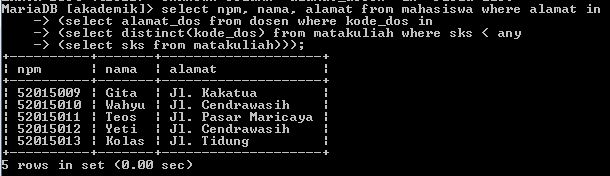 MariaDB [akademik]> select npm, nama, alamat from mahasiswa where alamat in
-> (select alamat_dos from dosen where kode_dos in
-> (select distinct(kode_dos) from matakuliah where sks < any
-> (select sks from matakuliah)));
| npm | nama | alamat |
| 52015009 | Gita | Jl. Kakatua |
| 52015010 | Wahyu | Jl. Cendrawasih |
| 52015011 | Teos | Jl. Pasar Maricaya |
| 52015012 | Yeti | Jl. Cendrawasih |
| 52015013 | Kolas | Jl. Tidung |
5 rows in set (0.00 sec)